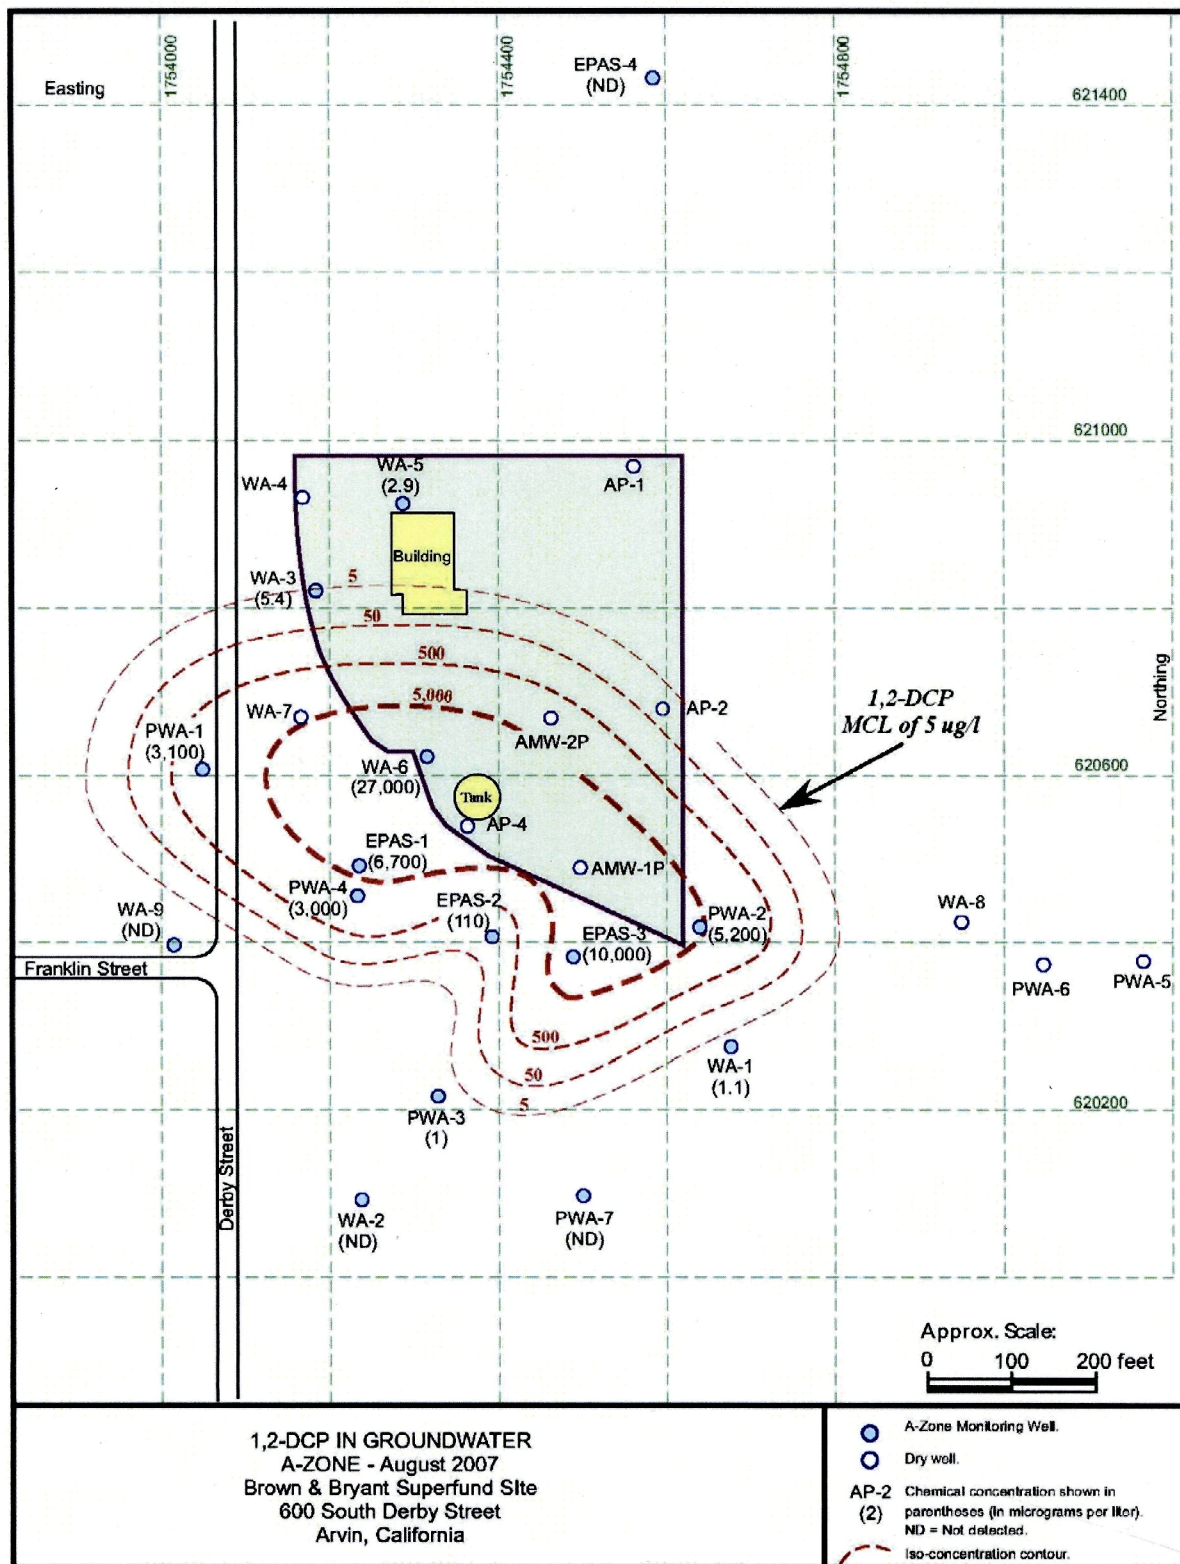 1754000
1754400
1754800
Easting
EPAS-4
(ND)
621400
621000
WA-5
(2.9)
WA-4
AP-1
Building
WA-3
(5.4)
5
50
500
5,000
WA-7
PWA-1
(3,100)
AMW-2P
AP-2
1,2-DCP
MCL of 5 ug/l
Northing
WA-6
(27,000)
620600
Tank
AP-4
EPAS-1
(6,700)
AMW-1P
PWA-4
(3,000)
EPAS-2
(110)
WA-9
(ND)
PWA-2
(5,200)
WA-8
EPAS-3
(10,000)
Franklin Street
PWA-6
PWA-5
500
50
5
WA-1
(1.1)
PWA-3
(1)
620200
Derby Street
WA-2
(ND)
PWA-7
(ND)
Approx. Scale:
0 100 200 feet
1,2-DCP IN GROUNDWATER
A-ZONE - August 2007
Brown & Bryant Superfund Site
600 South Derby Street
Arvin, California
A-Zone Monitoring Well.
Dry well.
AP-2 Chemical concentration shown in
(2) parentheses (in micrograms per liter).
ND = Not detected.
Iso-concentration contour.